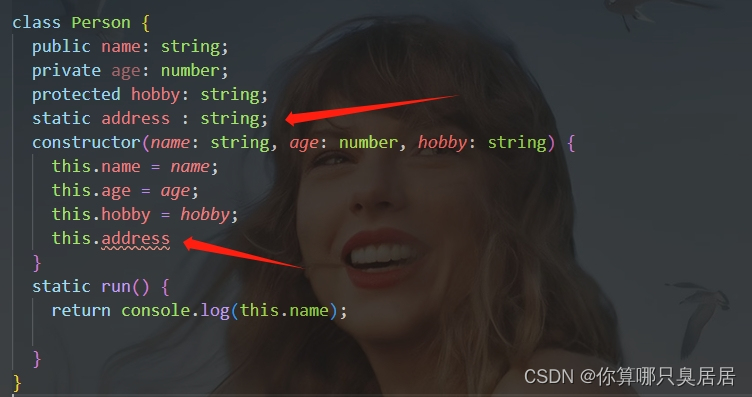 class Person {
public name: string;
private age: number;
protected hobby: string;
static address : string;
constructor(name: string, age: number, hobby: string) {
this.name = name;
this.age = age;
this.hobby = hobby;
this.address
}
static run() {
return console.log(this.name);
}
}
CSDN @你算哪只臭居居